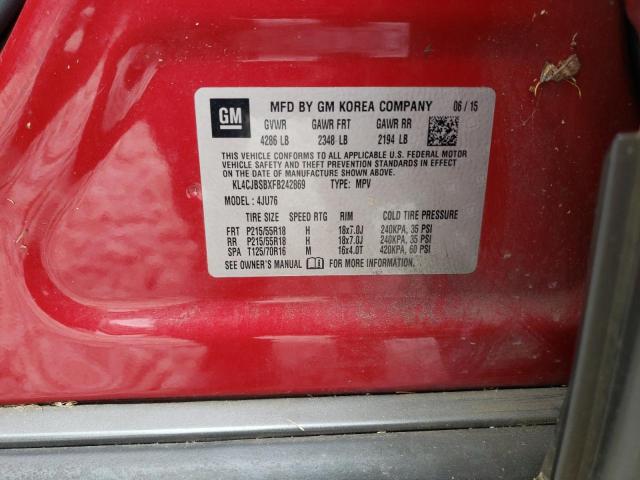 GM MFD BY GM KOREA COMPANY 06/15
GVWR GAWR FRT GAWR RR
4286 LB 2348 LB 2194 LB
THIS VEHICLE CONFORMS TO ALL APPLICABLE U.S. FEDERAL MOTOR
VEHICLE SAFETY AND THEFT PREVENTION STANDARDS IN EFFECT
ON THE DATE OF MANUFACTURE SHOWN ABOVE.
KL4CJBSBXFB242869 TYPE: MPV
MODEL: 4JU76
TIRE SIZE SPEED RTG RIM COLD TIRE PRESSURE
FRT P215/55R18 H 18x7.0J 240KPA, 35 PSI
RR P215/55R18 H 18x7.0J 240KPA, 35 PSI
SPA T125/70R16 M 16x4.0T 420KPA, 60 PSI
SEE OWNER'S MANUAL FOR MORE INFORMATION.